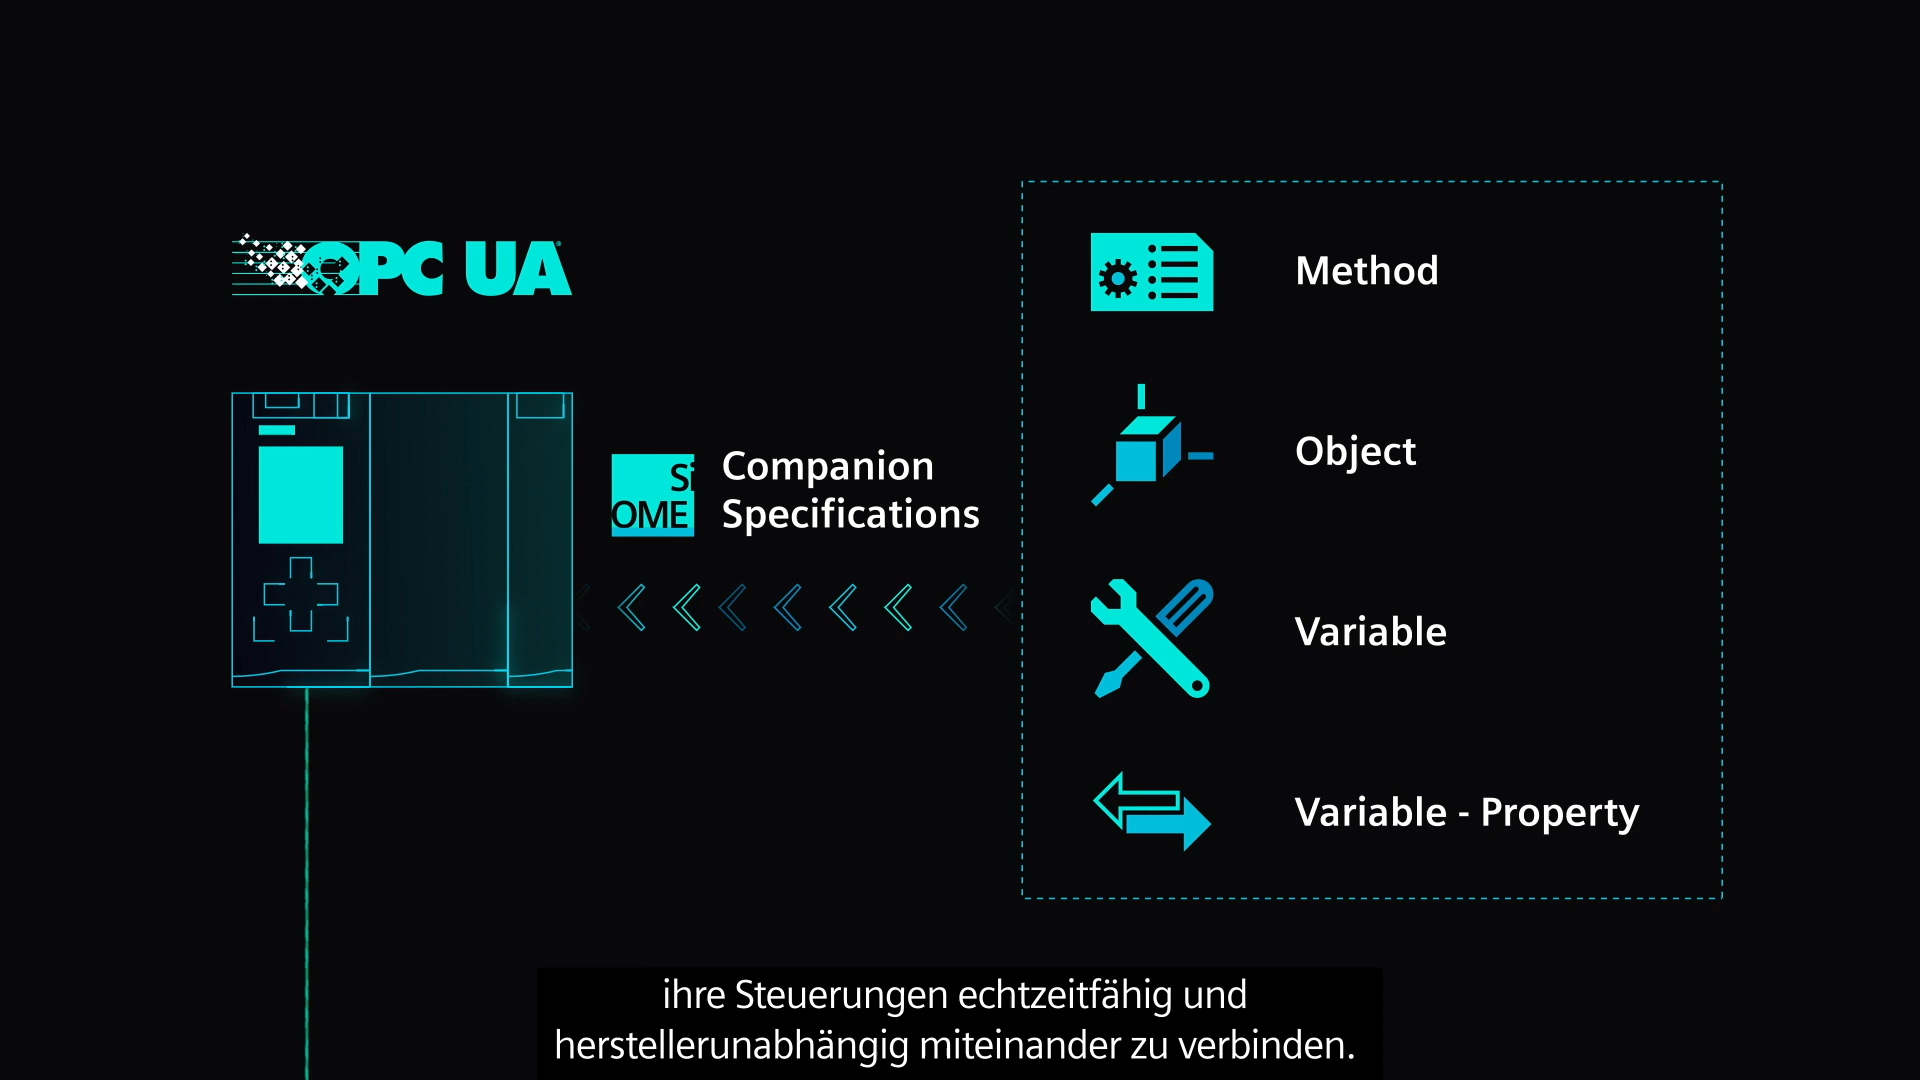 OPC UA
Si
OME
Companion
Specifications
Method
Object
Variable
Variable - Property
ihre Steuerungen echtzeitfähig und
herstellerunabhängig miteinander zu verbinden.